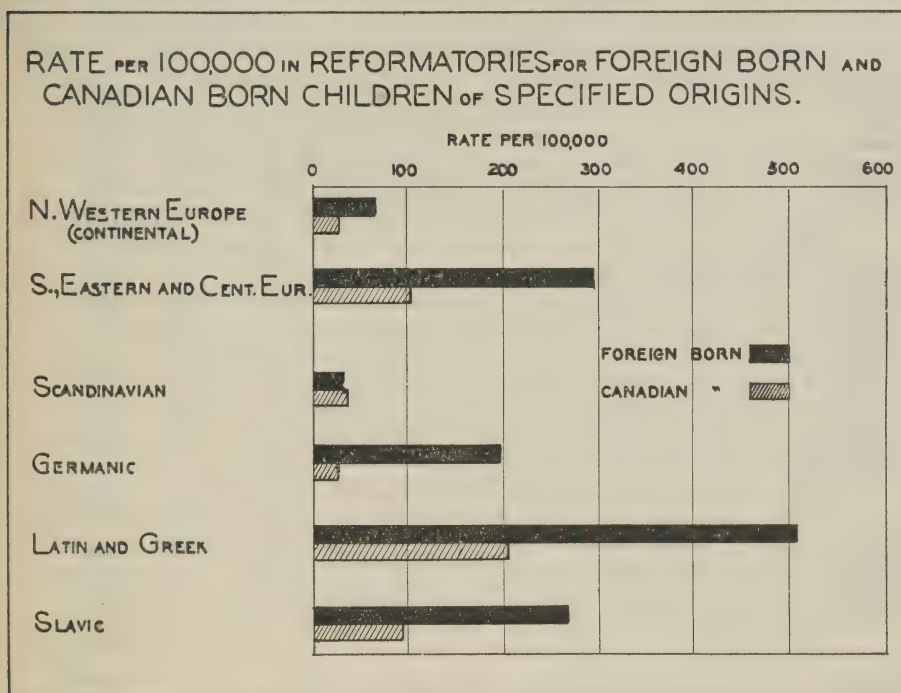 RATE PER 100,000 IN REFORMATORIES FOR FOREIGN BORN AND
CANADIAN BORN CHILDREN OF SPECIFIED ORIGINS.
RATE PER 100,000
0 100 200 300 400 500 600
N. WESTERN EUROPE
(CONTINENTAL)
S., EASTERN AND CENT. EUR.
FOREIGN BORN
CANADIAN "
SCANDINAVIAN
GERMANIC
LATIN AND GREEK
SLAVIC